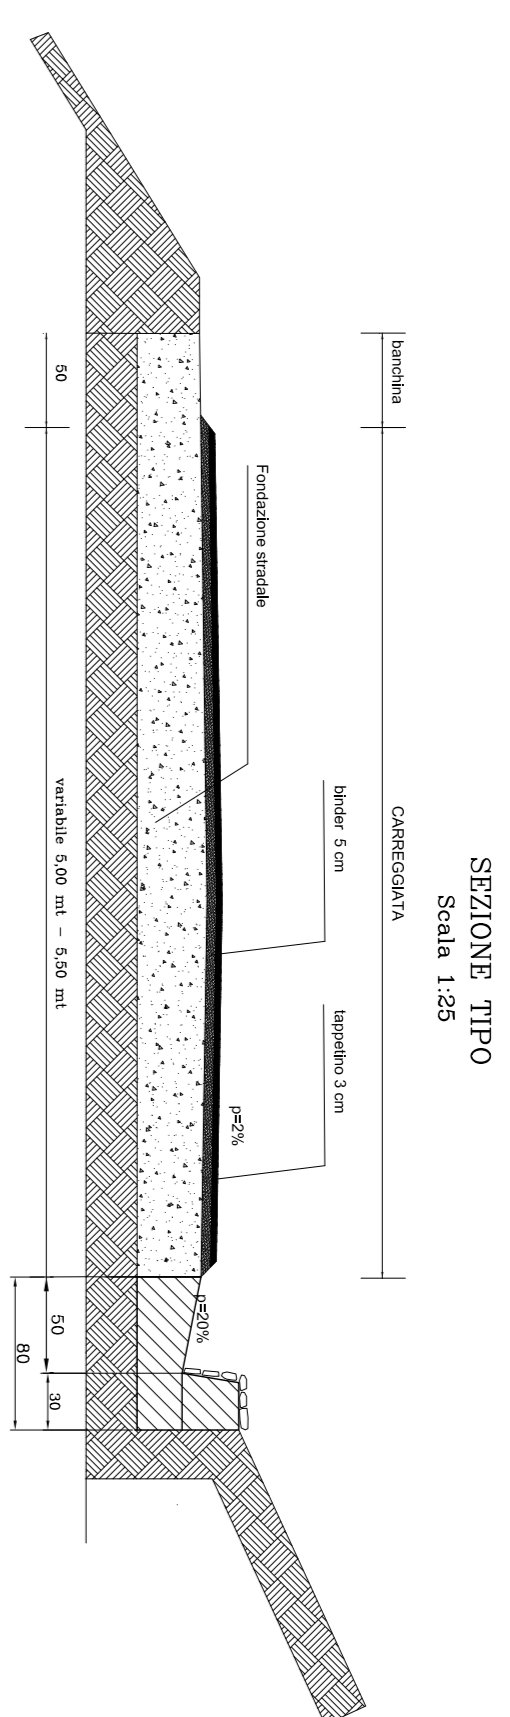 SEZIONE TIPO
Scala 1:25
banchina
CARREGGIATA
Fondazione stradale
binder 5 cm
tappetino 3 cm
p=2%
p=20%
50
variabile 5,00 mt - 5,50 mt
50
30
80